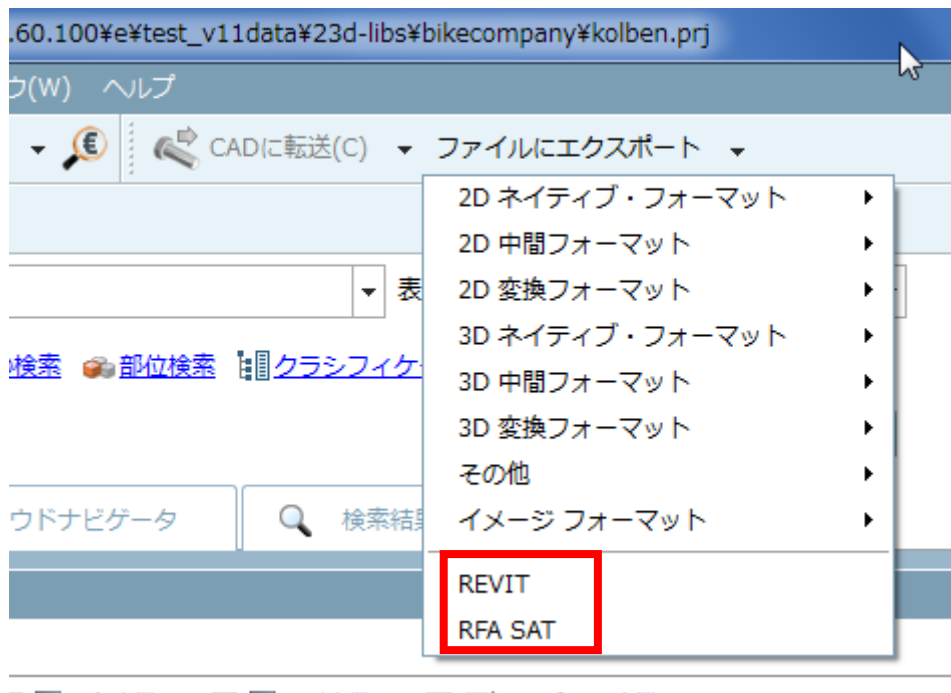 .60.100¥e¥test_v11data¥23d-libs¥bikecompany¥kolben.prj
ウ(W) ヘルプ
CADに転送(C) ファイルにエクスポート
2D ネイティブ・フォーマット
2D 中間フォーマット
表
2D 変換フォーマット
3D ネイティブ・フォーマット
検索 部位検索 クラシフィケ
3D 中間フォーマット
3D 変換フォーマット
その他
ウドナビゲータ 検索結
イメージ フォーマット
REVIT
RFA SAT